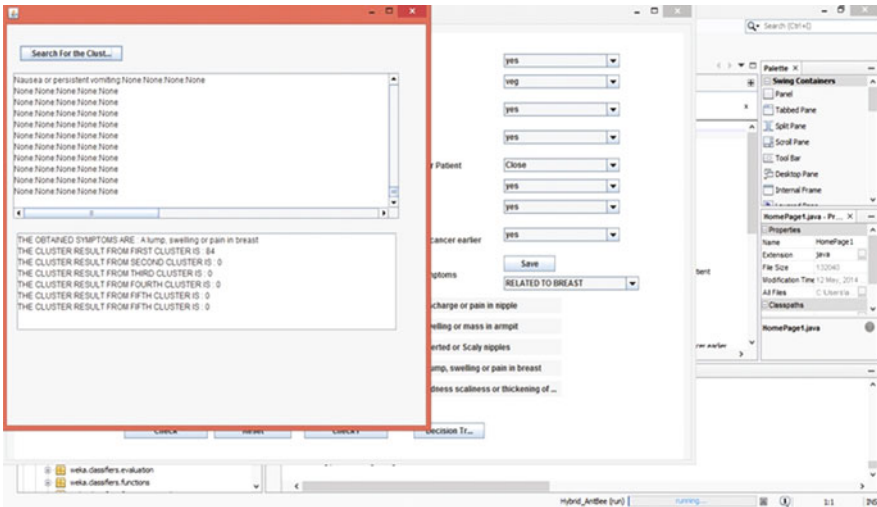 Search (Ctrl+I)
Search For the Clust...
Nausea or persistent vomiting:None:None:None:None
None:None:None:None:None
None:None:None:None:None
None:None:None:None:None
None:None:None:None:None
None:None:None:None:None
None:None:None:None:None
None:None:None:None:None
None:None:None:None:None
None:None:None:None:None
None:None:None:None:None
THE OBTAINED SYMPTOMS ARE : A lump, swelling or pain in breast
THE CLUSTER RESULT FROM FIRST CLUSTER IS : 84
THE CLUSTER RESULT FROM SECOND CLUSTER IS : 0
THE CLUSTER RESULT FROM THIRD CLUSTER IS : 0
THE CLUSTER RESULT FROM FOURTH CLUSTER IS : 0
THE CLUSTER RESULT FROM FIFTH CLUSTER IS : 0
THE CLUSTER RESULT FROM FIFTH CLUSTER IS : 0
yes
veg
yes
yes
Patient
Close
yes
yes
cancer earlier
yes
Save
RELATED TO BREAST
or pain in nipple
or mass in armpit
or Scaly nipples
swelling or pain in breast
scaliness or thickening of ...
Check
Reset
Decision Tr...
Palette
Swing Containers
Panel
Tabbed Pane
Split Pane
Scroll Pane
Tool Bar
Desktop Pane
Internal Frame
HomePage1.java - Pr...
Properties
Name HomePage1
Extension java
File Size 132040
Modification Time 12 May, 2014
All Files
Classpaths
HomePage1.java
earlier
weka.classifiers.evaluation
weka.classifiers.functions
Hybrid_AntBee (run)
running...
1:1
INS